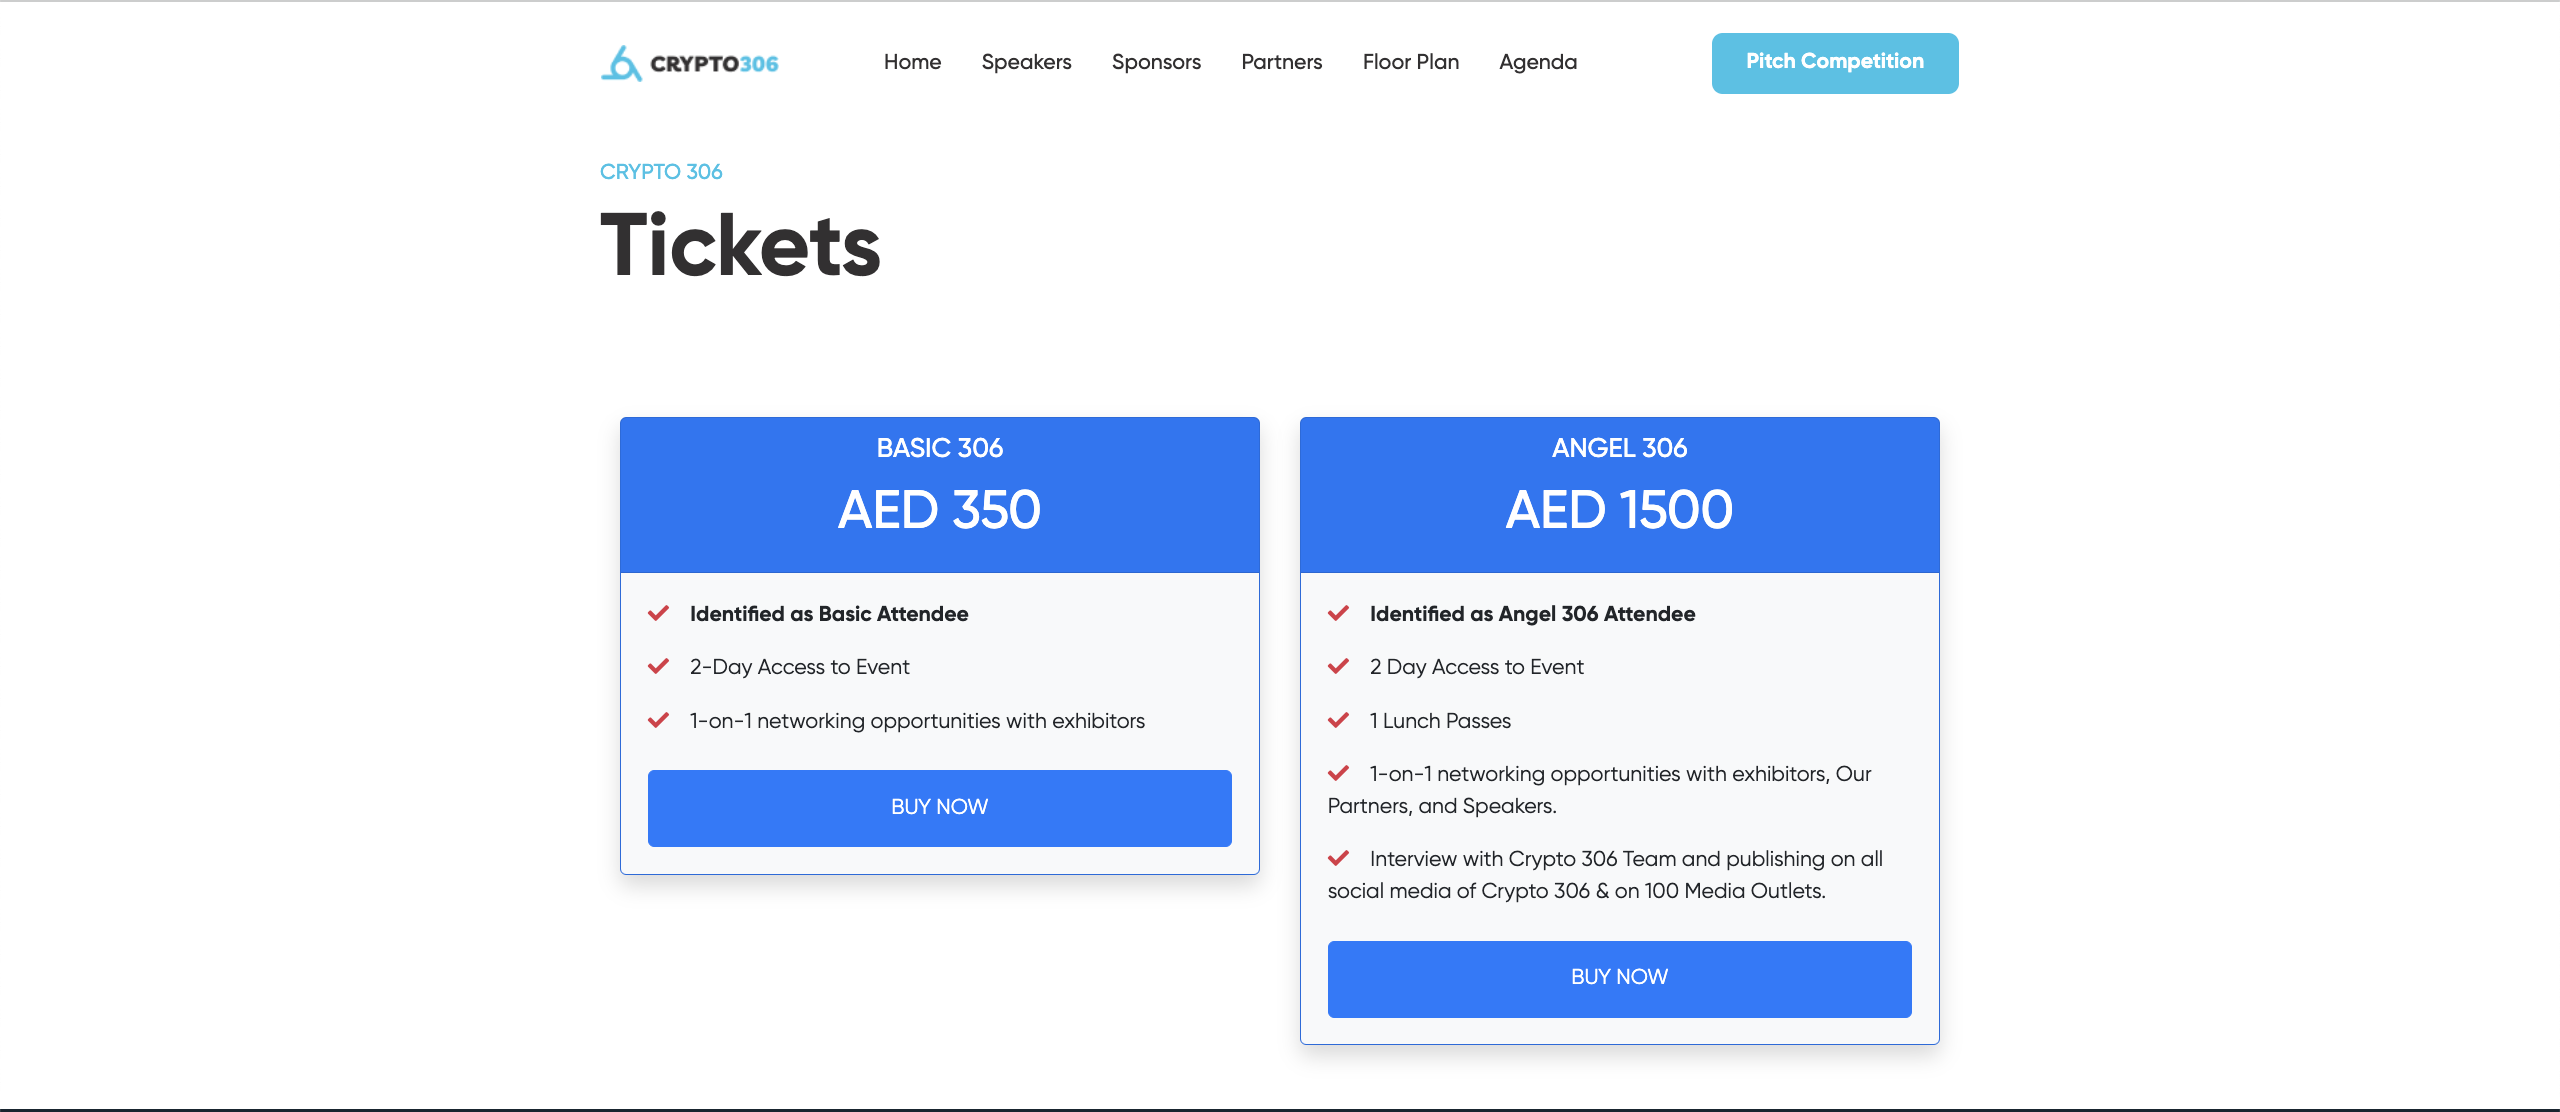 CRYPTO306
Home
Speakers
Sponsors
Partners
Floor Plan
Agenda
Pitch Competition
CRYPTO 306
Tickets
BASIC 306
AED 350
Identified as Basic Attendee
2-Day Access to Event
1-on-1 networking opportunities with exhibitors
BUY NOW
ANGEL 306
AED 1500
Identified as Angel 306 Attendee
2 Day Access to Event
1 Lunch Passes
1-on-1 networking opportunities with exhibitors, Our
Partners, and Speakers.
Interview with Crypto 306 Team and publishing on all
social media of Crypto 306 & on 100 Media Outlets.
BUY NOW